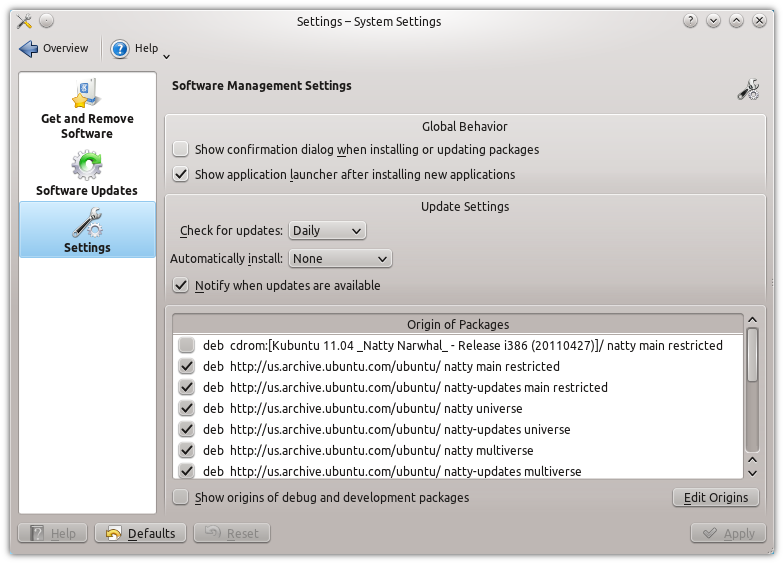 Settings – System Settings
Overview
Help
Get and Remove
Software
Software Updates
Settings
Software Management Settings
Global Behavior
Show confirmation dialog when installing or updating packages
Show application launcher after installing new applications
Update Settings
Check for updates: Daily
Automatically install: None
Notify when updates are available
Origin of Packages
deb cdrom:[Kubuntu 11.04 _Natty Narwhal_ - Release i386 (20110427)]/ natty main restricted
deb http://us.archive.ubuntu.com/ubuntu/ natty main restricted
deb http://us.archive.ubuntu.com/ubuntu/ natty-updates main restricted
deb http://us.archive.ubuntu.com/ubuntu/ natty universe
deb http://us.archive.ubuntu.com/ubuntu/ natty-updates universe
deb http://us.archive.ubuntu.com/ubuntu/ natty multiverse
deb http://us.archive.ubuntu.com/ubuntu/ natty-updates multiverse
Show origins of debug and development packages
Edit Origins
Help
Defaults
Reset
Apply